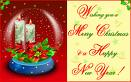 Wishing you a
Merry Christmas
& a Happy
New Year!